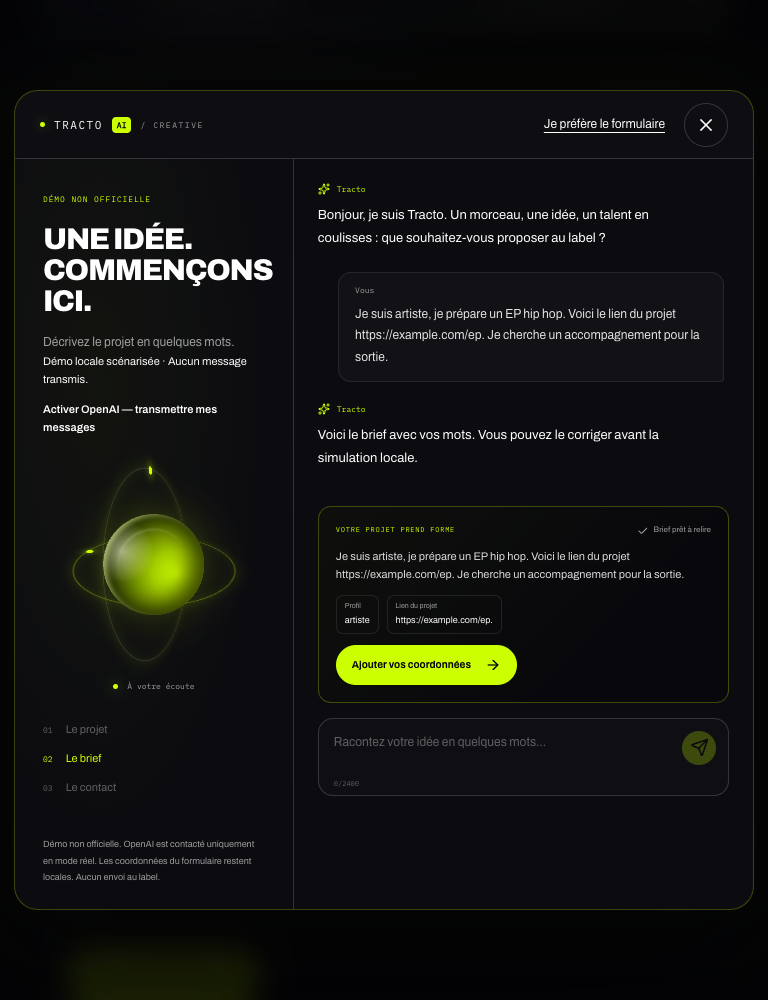 TRACTO AI / CREATIVE
Je préfère le formulaire
DÉMO NON OFFICIELLE
UNE IDÉE.
COMMENÇONS
ICI.
Décrivez le projet en quelques mots.
Démo locale scénarisée · Aucun message
transmis.
Activer OpenAI — transmettre mes
messages
À votre écoute
01 Le projet
02 Le brief
03 Le contact
Démo non officielle. OpenAI est contacté uniquement
en mode réel. Les coordonnées du formulaire restent
locales. Aucun envoi au label.
Tracto
Bonjour, je suis Tracto. Un morceau, une idée, un talent en
coulisses : que souhaitez-vous proposer au label ?
Vous
Je suis artiste, je prépare un EP hip hop. Voici le lien du projet
https://example.com/ep. Je cherche un accompagnement pour la
sortie.
Tracto
Voici le brief avec vos mots. Vous pouvez le corriger avant la
simulation locale.
VOTRE PROJET PREND FORME
Brief prêt à relire
Je suis artiste, je prépare un EP hip hop. Voici le lien du projet
https://example.com/ep. Je cherche un accompagnement pour la sortie.
Profil
artiste
Lien du projet
https://example.com/ep.
Ajouter vos coordonnées
Racontez votre idée en quelques mots...
0/2400